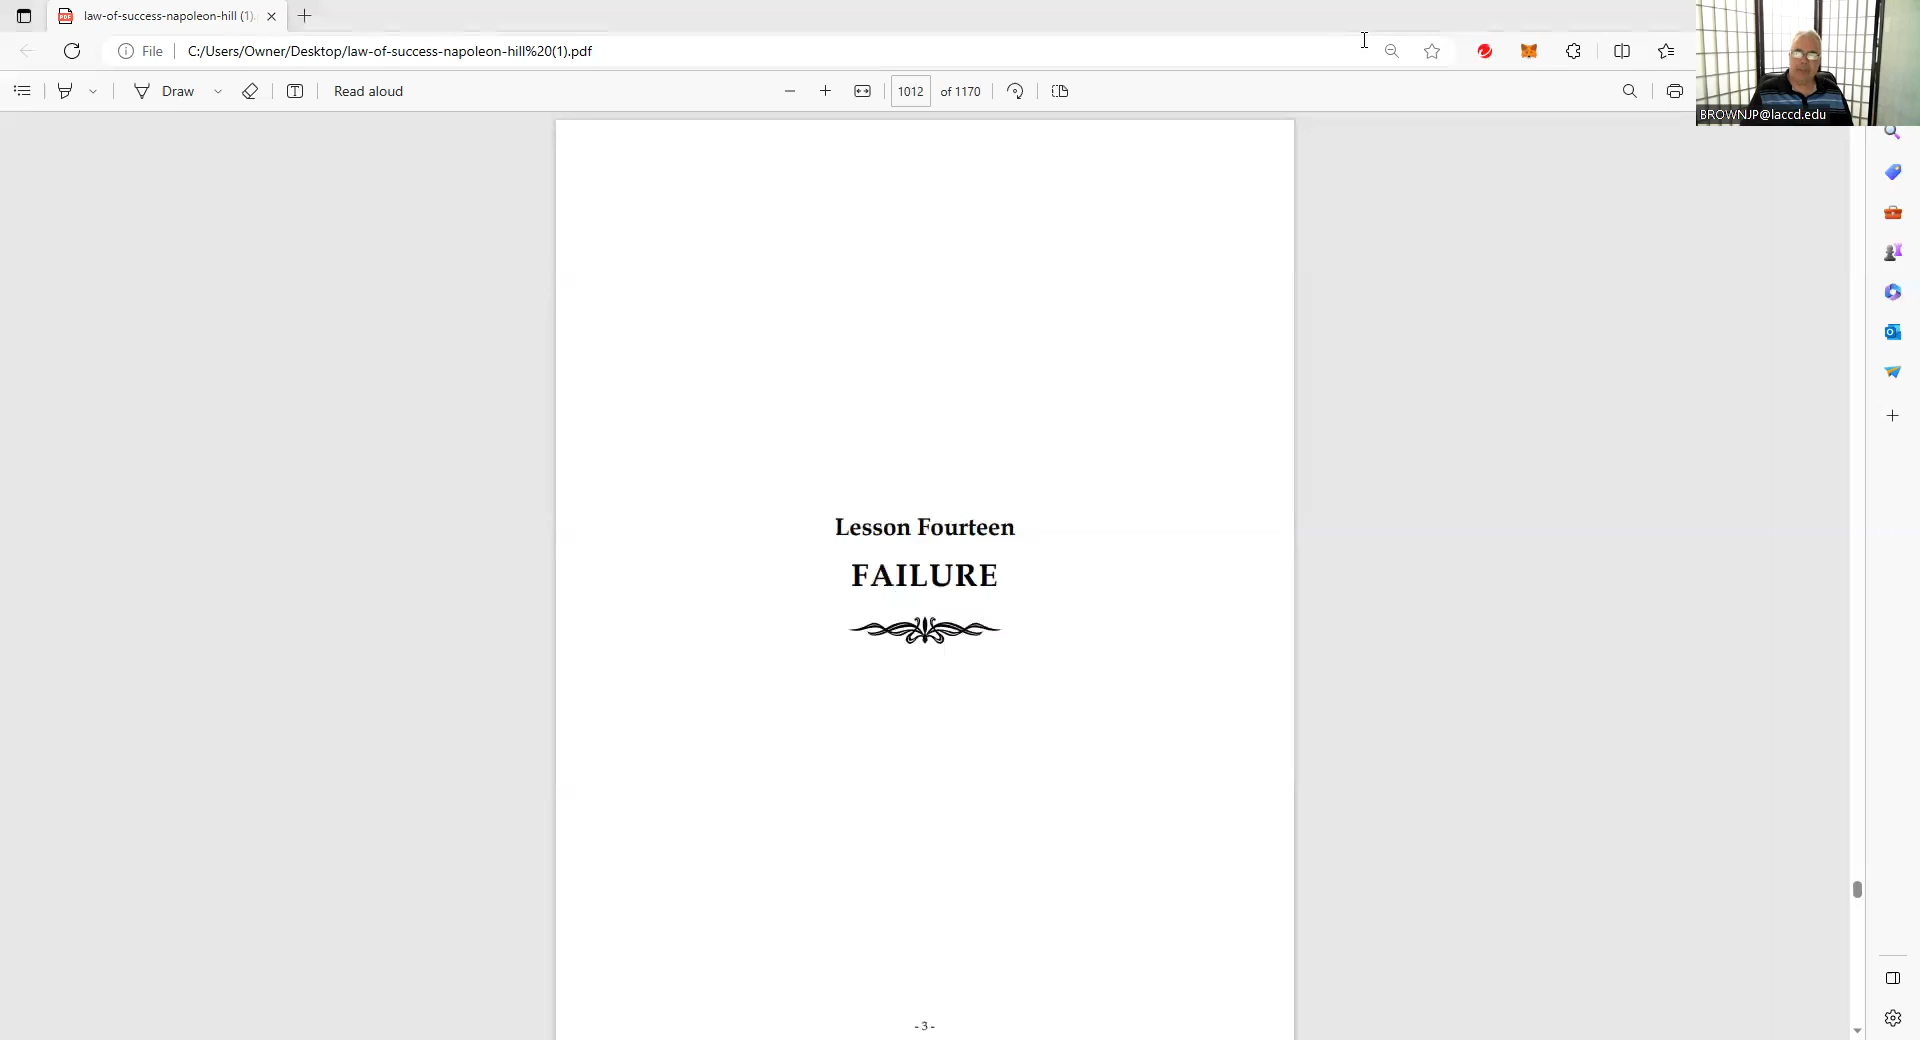 law-of-success-napoleon-hill (1).
File
C:/Users/Owner/Desktop/law-of-success-napoleon-hill%20(1).pdf
Draw
Read aloud
1012 of 1170
BROWNJP@laccd.edu
Lesson Fourteen
FAILURE
- 3 -